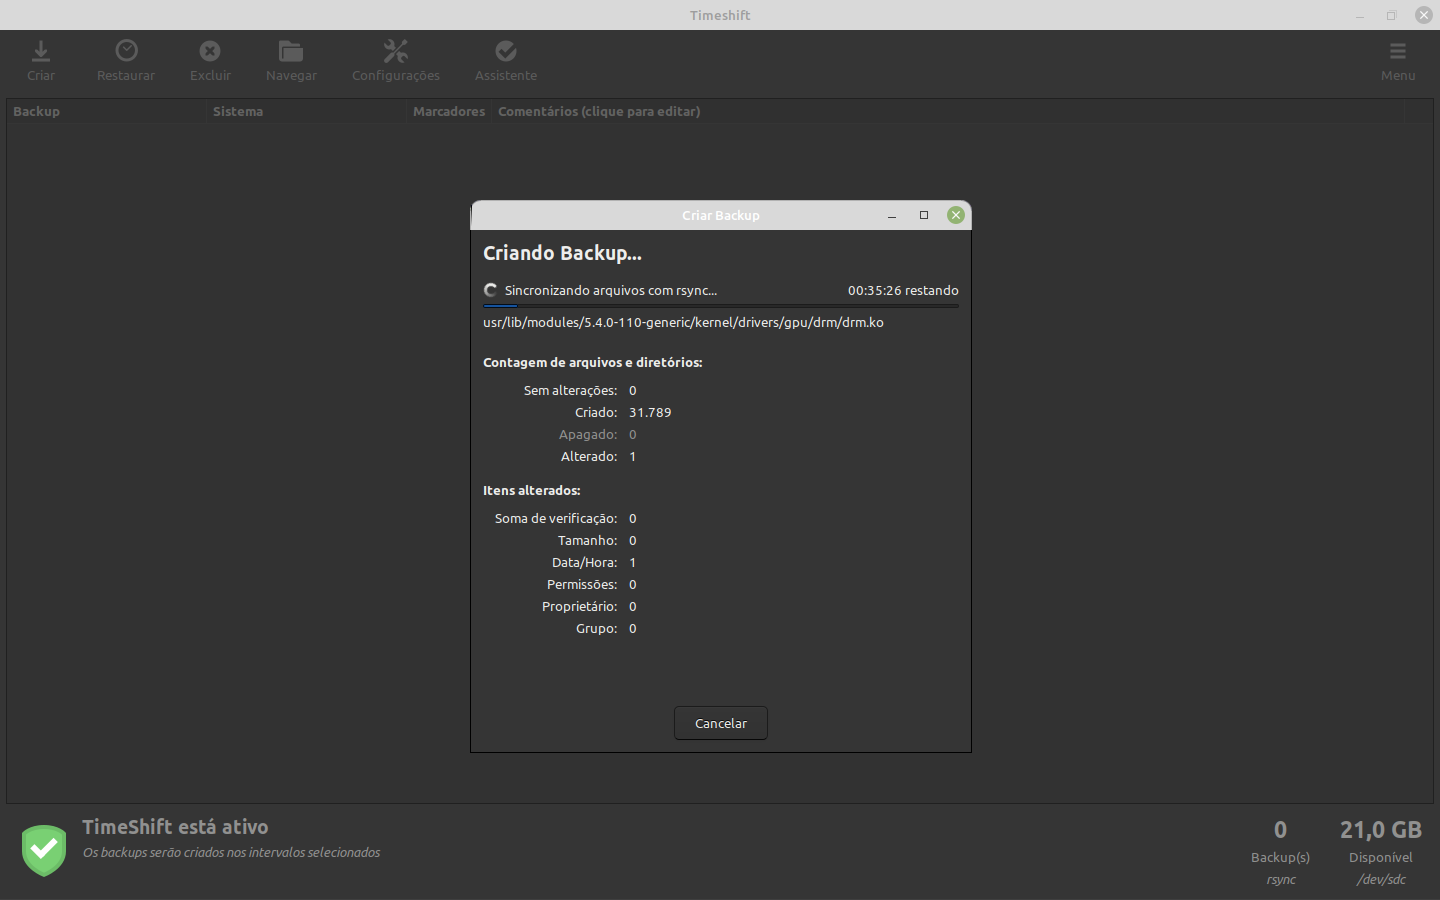 Timeshift
Criar Restaurar Excluir Navegar Configurações Assistente Menu
Backup Sistema Marcadores Comentários (clique para editar)
Criar Backup
Criando Backup...
Sincronizando arquivos com rsync... 00:35:26 restando
usr/lib/modules/5.4.0-110-generic/kernel/drivers/gpu/drm/drm.ko
Contagem de arquivos e diretórios:
Sem alterações: 0
Criado: 31.789
Apagado: 0
Alterado: 1
Itens alterados:
Soma de verificação: 0
Tamanho: 0
Data/Hora: 1
Permissões: 0
Proprietário: 0
Grupo: 0
Cancelar
TimeShift está ativo
Os backups serão criados nos intervalos selecionados
0 21,0 GB
Backup(s) Disponível
rsync /dev/sdc